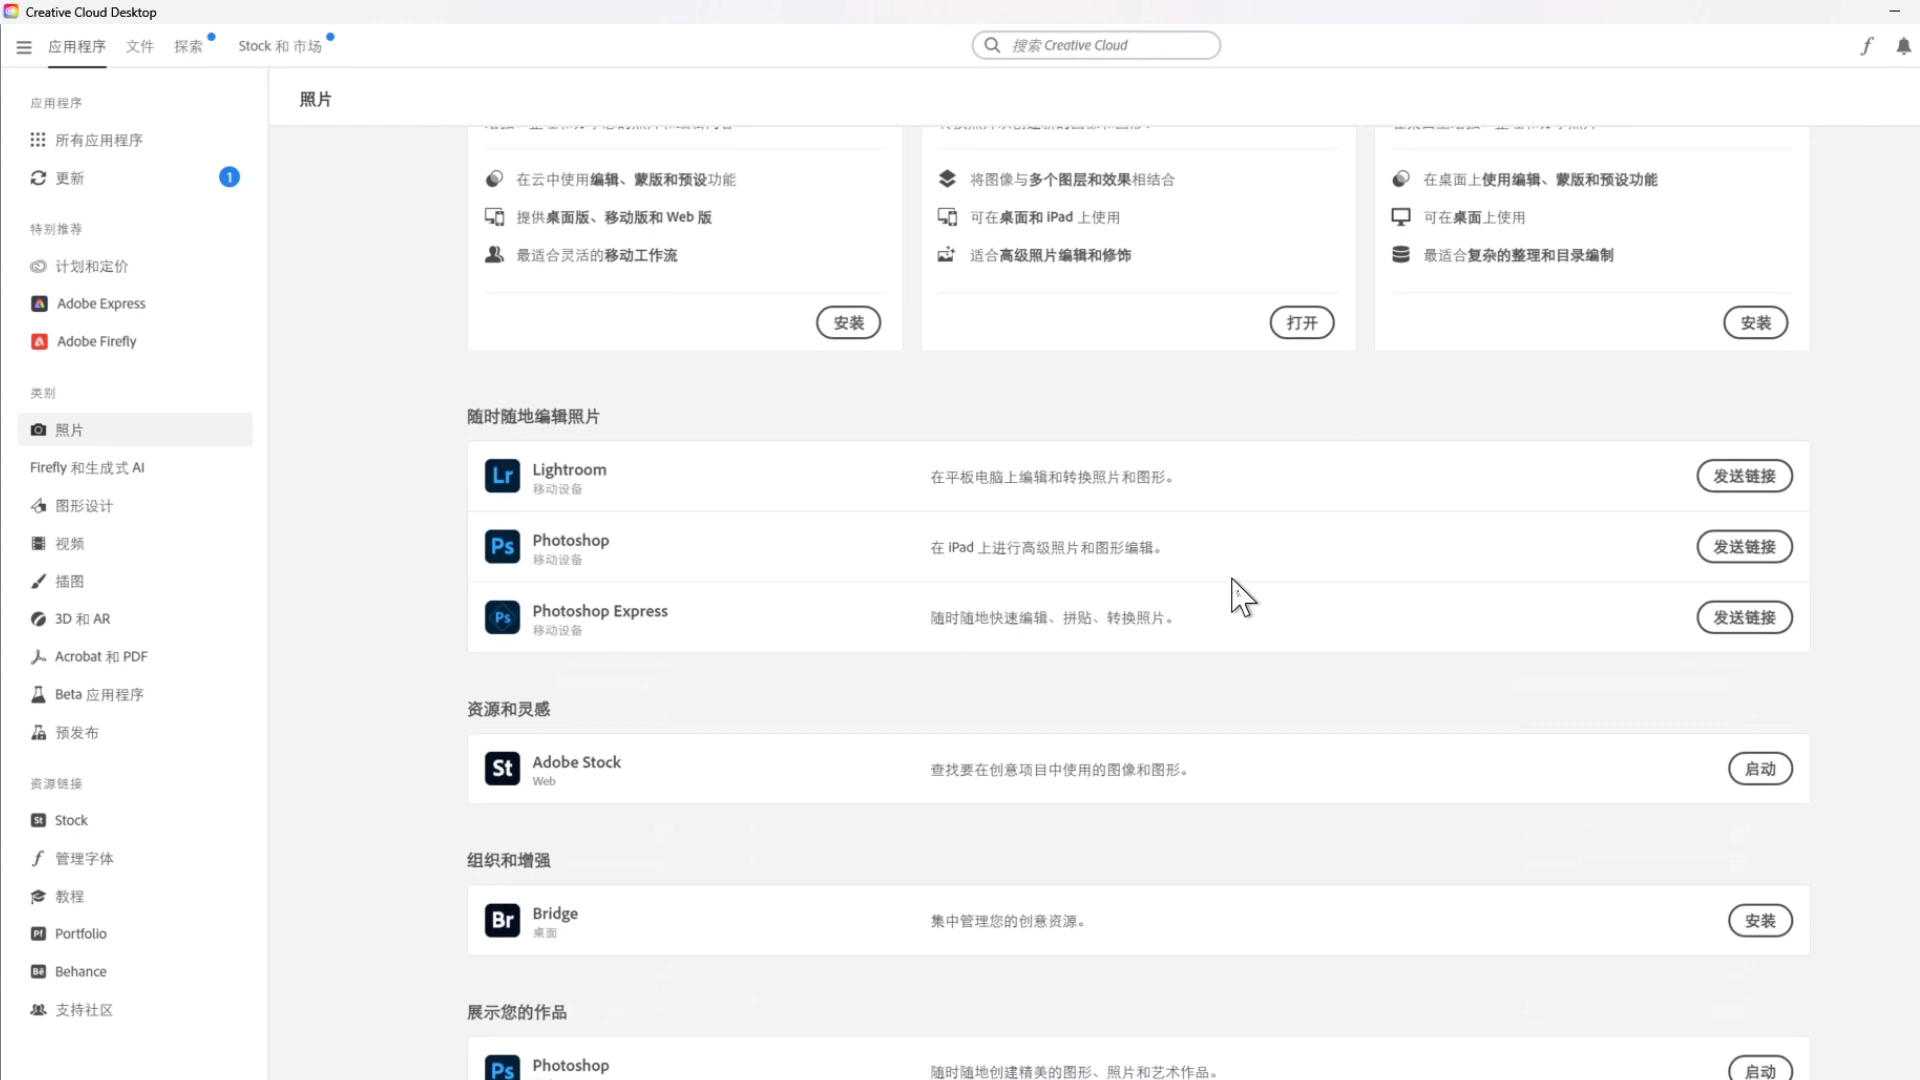 Creative Cloud Desktop
应用程序 文件 探索 Stock 和 市场 搜索 Creative Cloud
应用程序
所有应用程序
更新 1
特别推荐
计划和定价
Adobe Express
Adobe Firefly
类别
照片
Firefly 和生成式 AI
图形设计
视频
插图
3D 和 AR
Acrobat 和 PDF
Beta 应用程序
预发布
资源链接
Stock
管理字体
教程
Portfolio
Behance
支持社区
照片
在云中使用编辑、蒙版和预设功能
提供桌面版、移动版和 Web 版
最适合灵活的移动工作流
安装
将图像与多个图层和效果相结合
可在桌面和 iPad 上使用
适合高级照片编辑和修饰
打开
在桌面上使用编辑、蒙版和预设功能
可在桌面上使用
最适合复杂的整理和目录编制
安装
随时随地编辑照片
Lr Lightroom
移动设备
在平板电脑上编辑和转换照片和图形。
发送链接
Ps Photoshop
移动设备
在 iPad 上进行高级照片和图形编辑。
发送链接
Ps Photoshop Express
移动设备
随时随地快速编辑、拼贴、转换照片。
发送链接
资源和灵感
St Adobe Stock
Web
查找要在创意项目中使用的图像和图形。
启动
组织和增强
Br Bridge
桌面
集中管理您的创意资源。
安装
展示您的作品
Ps Photoshop
随时随地创建精美的图形、照片和艺术作品。
启动